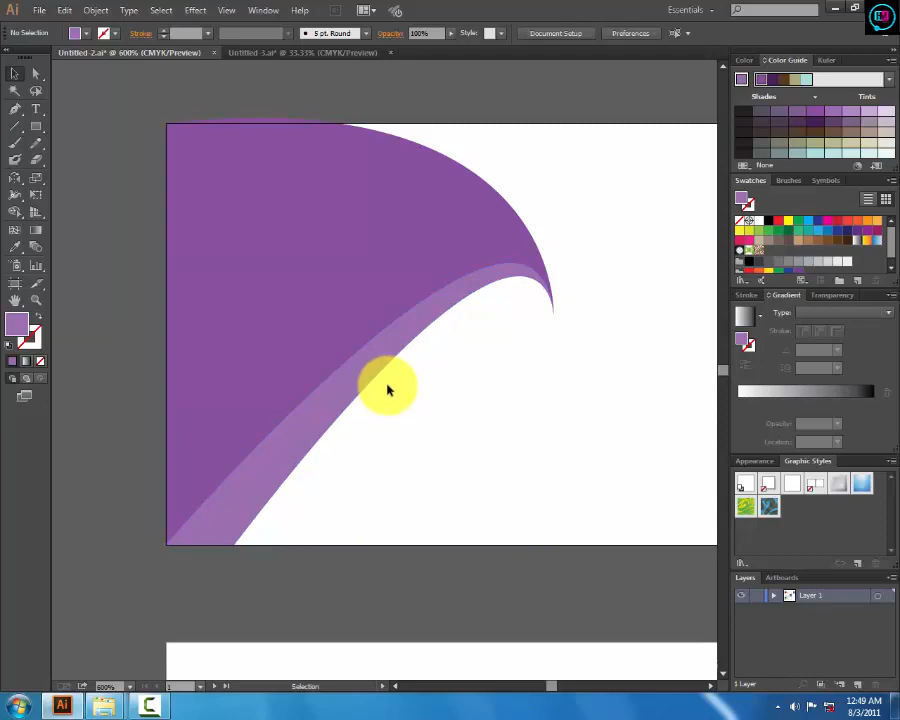 Ai File Edit Object Type Select Effect View Window Help Essentials
No Selection Stroke: 5 pt. Round Opacity: 100% Style: Document Setup Preferences
Untitled-2.ai* @ 600% (CMYK/Preview) × Untitled-3.ai* @ 33.33% (CMYK/Preview) ×
Color Color Guide Ruler
Shades Tints
None
Swatches Brushes Symbols
Stroke Gradient Transparency
Type:
Stroke:
Opacity:
Location:
Appearance Graphic Styles
Layers Artboards
Layer 1
600% 1 Selection 1 Layer
12:49 AM
8/3/2011